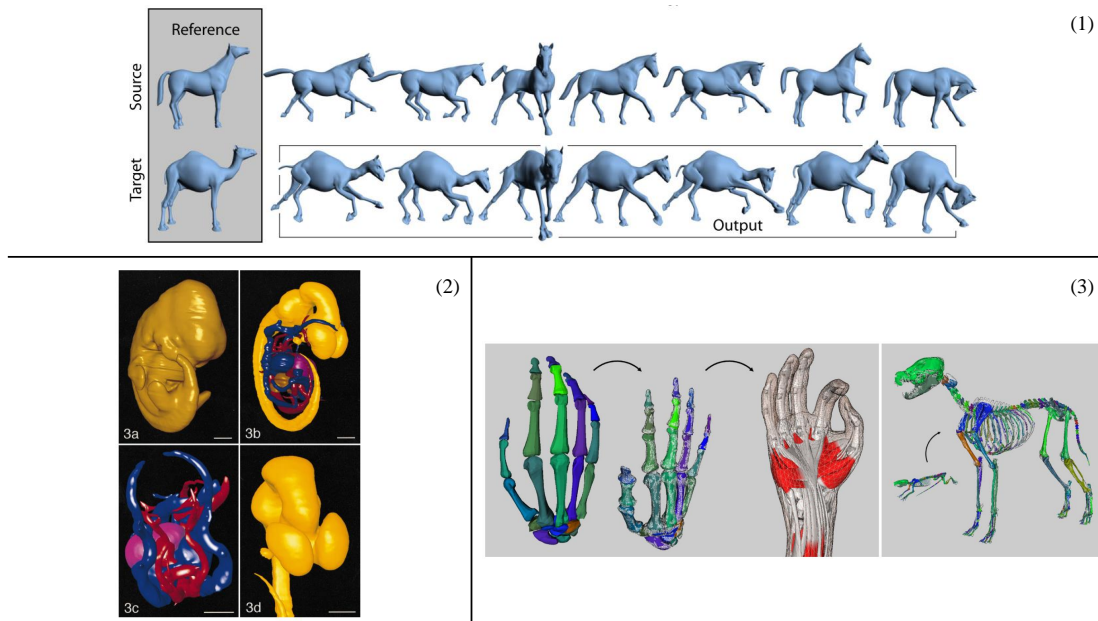 (1)
Reference
Source
Target
Output
(2)
3a
3b
3c
3d
(3)